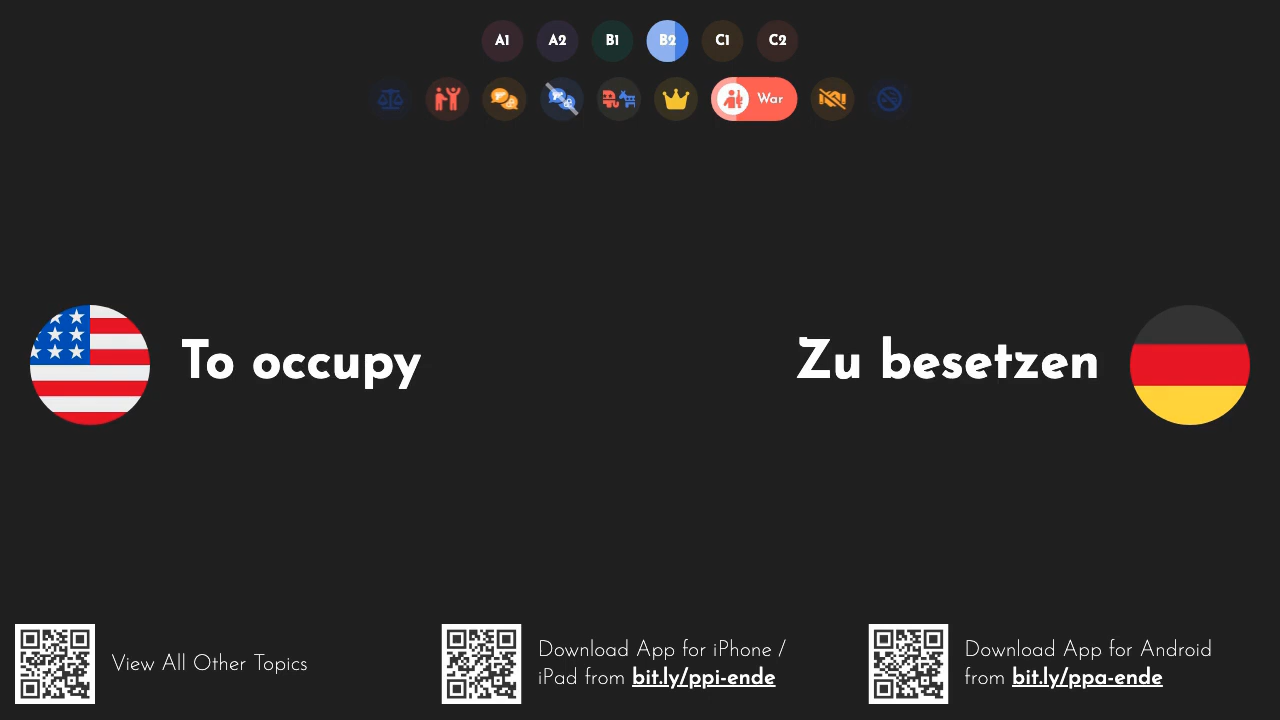 A1 A2 B1 B2 C1 C2
War
To occupy
Zu besetzen
View All Other Topics
Download App for iPhone /
iPad from bit.ly/ppi-ende
Download App for Android
from bit.ly/ppa-ende